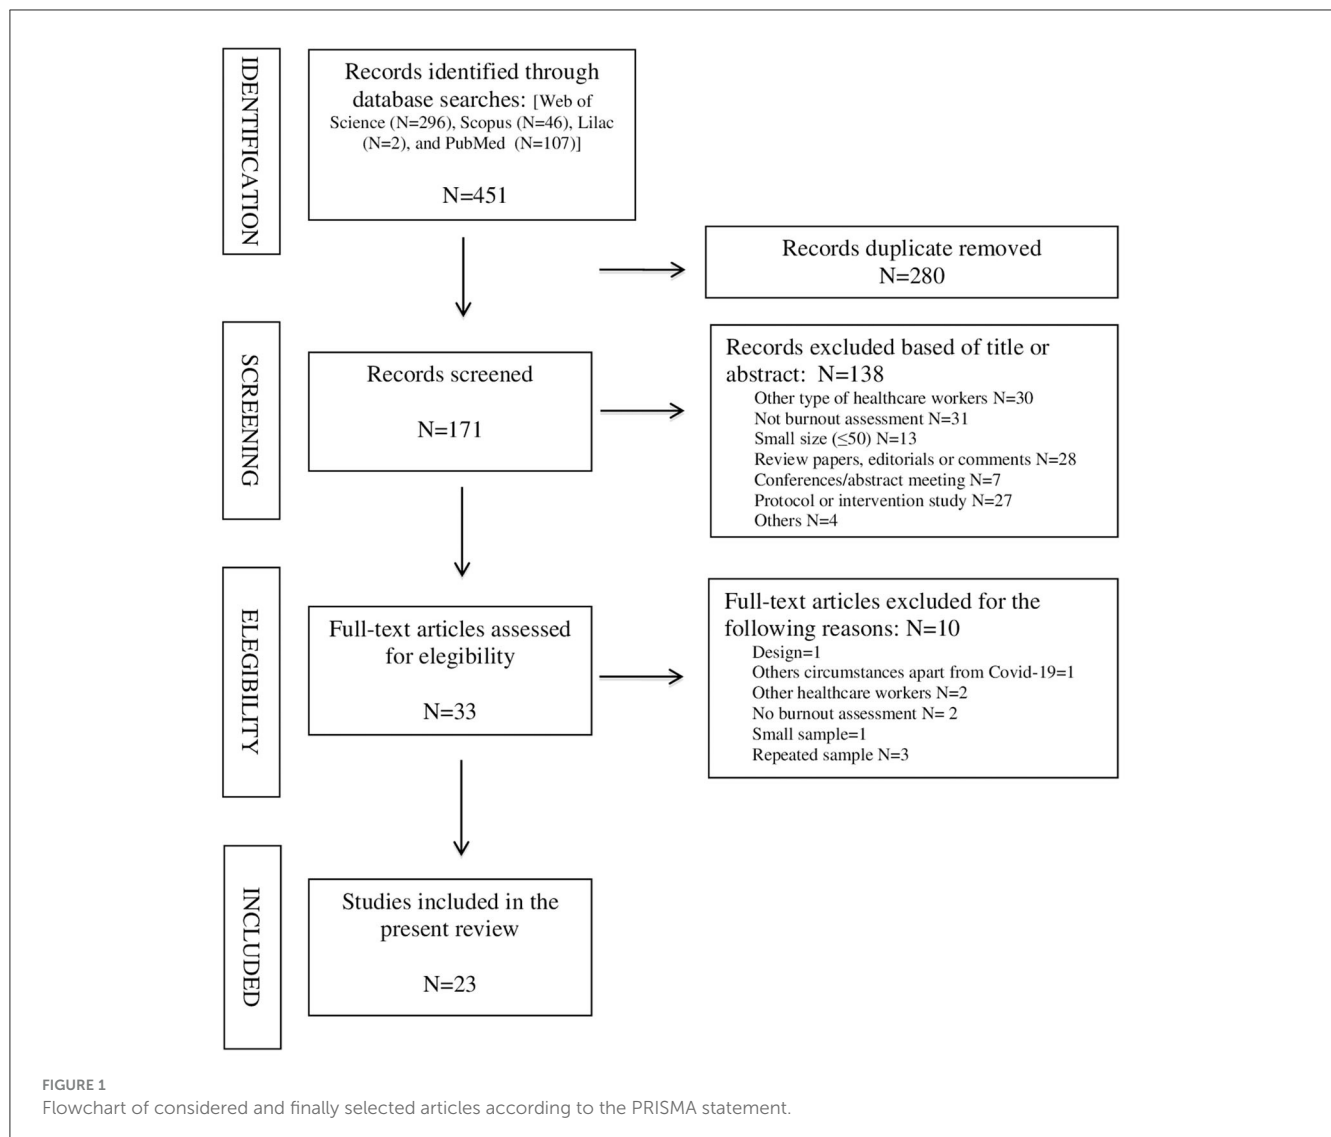 IDENTIFICATION
Records identified through
database searches: [Web of
Science (N=296), Scopus (N=46), Lilac
(N=2), and PubMed (N=107)]
N=451
Records duplicate removed
N=280
SCREENING
Records screened
N=171
Records excluded based of title or
abstract: N=138
Other type of healthcare workers N=30
Not burnout assessment N=31
Small size (≤50) N=13
Review papers, editorials or comments N=28
Conferences/abstract meeting N=7
Protocol or intervention study N=27
Others N=4
ELEGIBILITY
Full-text articles assessed
for elegibility
N=33
Full-text articles excluded for the
following reasons: N=10
Design=1
Others circumstances apart from Covid-19=1
Other healthcare workers N=2
No burnout assessment N= 2
Small sample=1
Repeated sample N=3
INCLUDED
Studies included in the
present review
N=23
FIGURE 1
Flowchart of considered and finally selected articles according to the PRISMA statement.